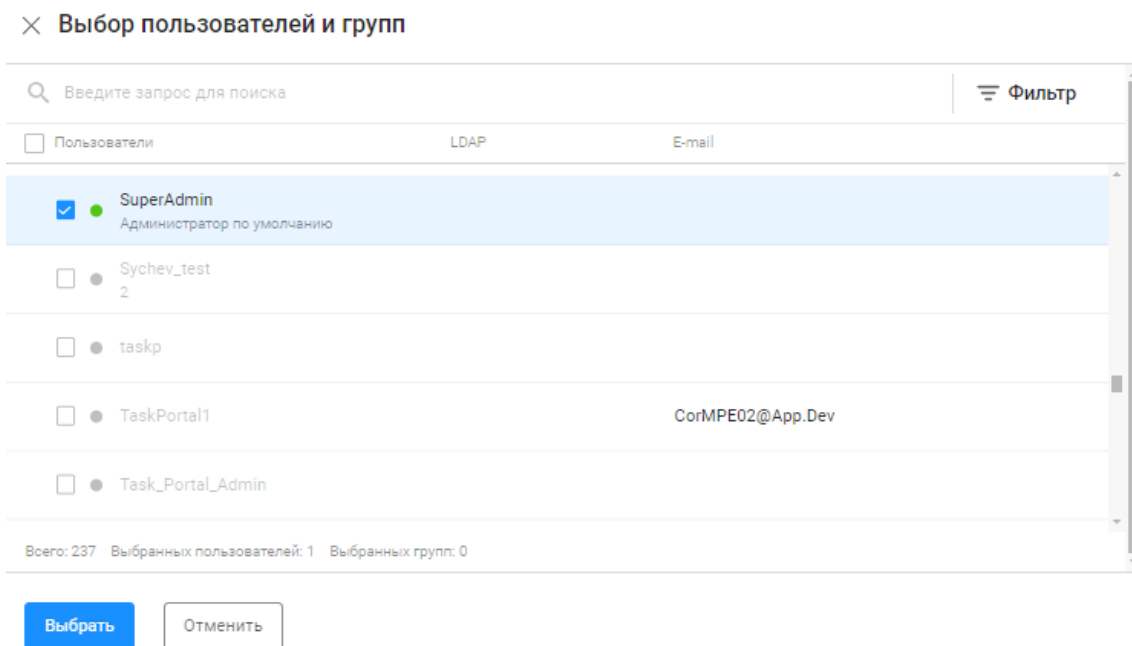 Выбор пользователей и групп
Введите запрос для поиска
Фильтр
Пользователи LDAP E-mail
SuperAdmin
Администратор по умолчанию
Sychev_test
2
taskp
TaskPortal1 CorMPE02@App.Dev
Task_Portal_Admin
Всего: 237 Выбранных пользователей: 1 Выбранных групп: 0
Выбрать Отменить